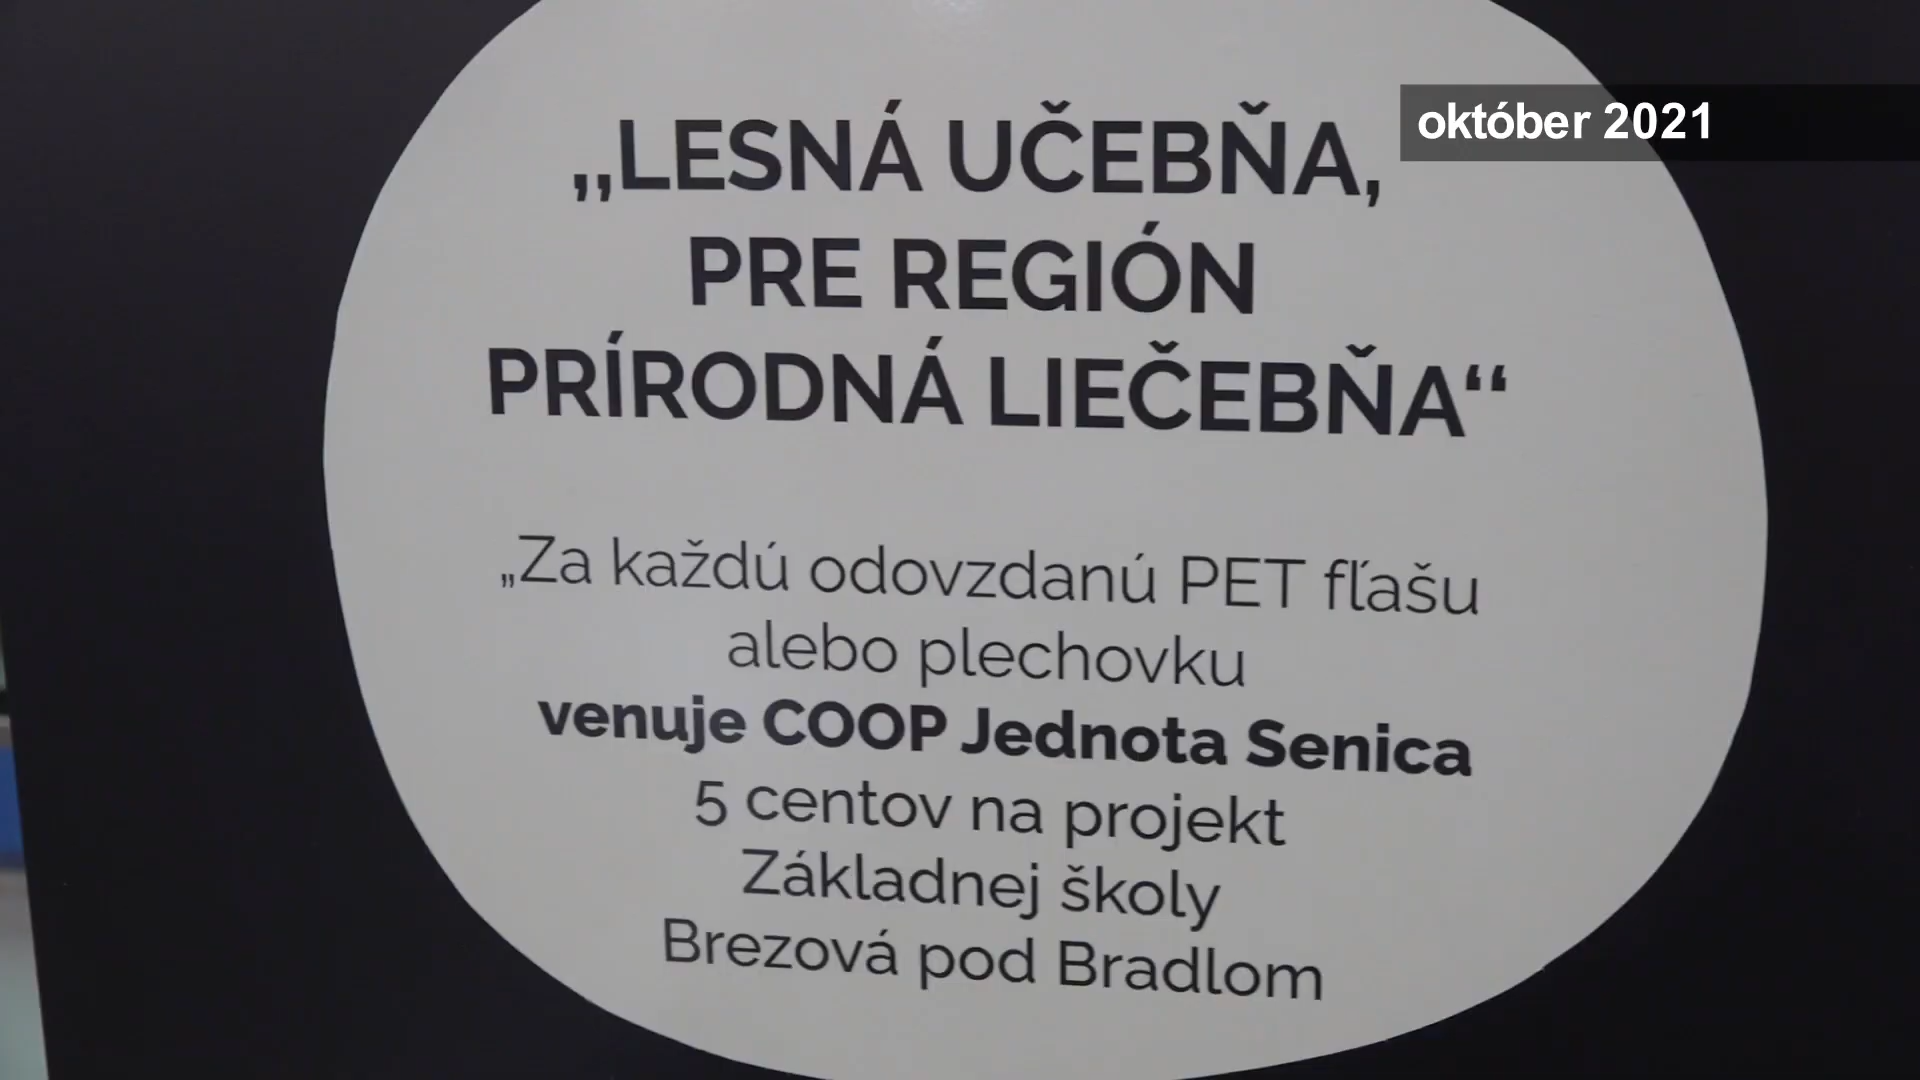 október 2021
,,LESNÁ UČEBŇA,
PRE REGIÓN
PRÍRODNÁ LIEČEBŇA“
„Za každú odovzdanú PET fľašu
alebo plechovku
venuje COOP Jednota Senica
5 centov na projekt
Základnej školy
Brezová pod Bradlom